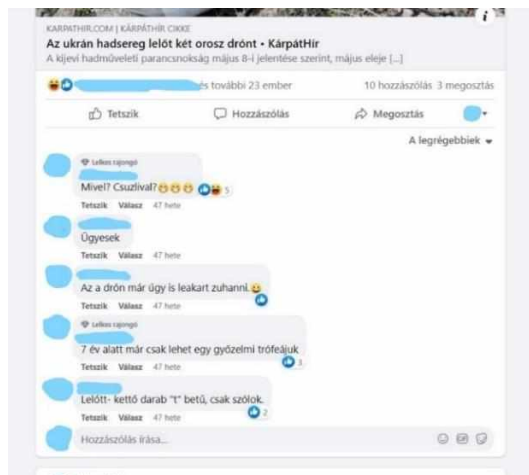 KARPATHIR.COM | KÁRPÁTHÍR CIKKE
Az ukrán hadsereg lelőt két orosz drónt • KárpátHír
A kijevi hadműveleti parancsnokság május 8-i jelentése szerint, május eleje [...]
és további 23 ember 10 hozzászólás 3 megosztás
Tetszik Hozzászólás Megosztás
A legrégebbiek
Lelkes rajongó
Mivel? Csuzlival? 5
Tetszik Válasz 47 hete
Ügyesek
Tetszik Válasz 47 hete
Az a drón már úgy is leakart zuhanni.
Tetszik Válasz 47 hete
Lelkes rajongó
7 év alatt már csak lehet egy győzelmi trófeájuk
Tetszik Válasz 47 hete
Lelőtt- kettő darab "t" betű, csak szólok.
Tetszik Válasz 47 hete 2
Hozzászólás írása...
GIF